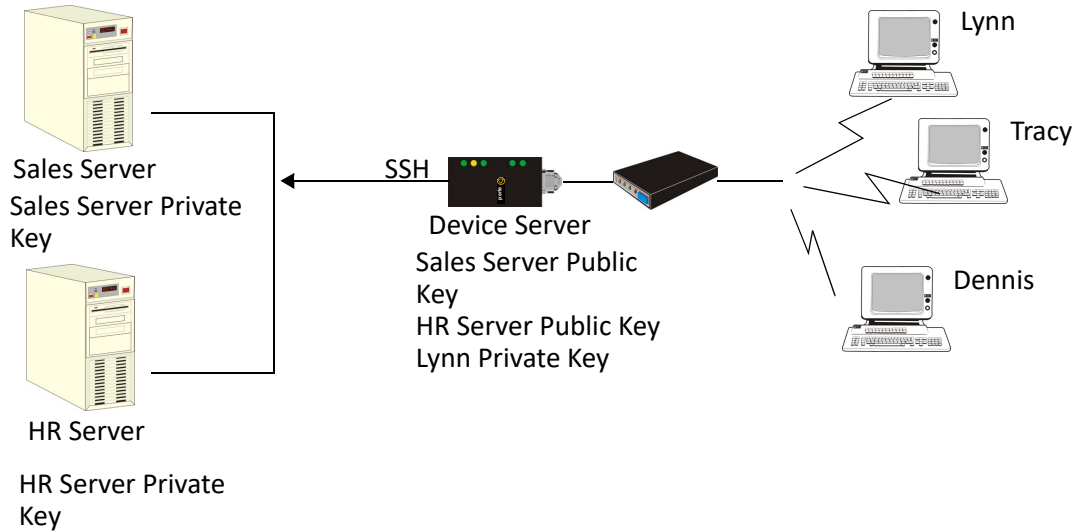 Sales Server
Sales Server Private
Key
HR Server
HR Server Private
Key
SSH
perle
Device Server
Sales Server Public
Key
HR Server Public Key
Lynn Private Key
Lynn
Tracy
Dennis